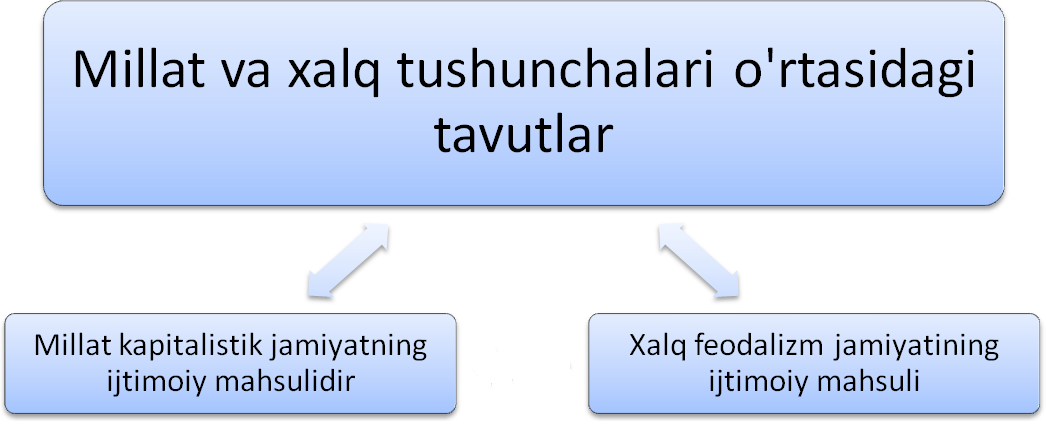 Millat va xalq tushunchalari o'rtasidagi
tavutlar
Millat kapitalistik jamiyatning
ijtimoiy mahsulidir
Xalq feodalizm jamiyatining
ijtimoiy mahsuli